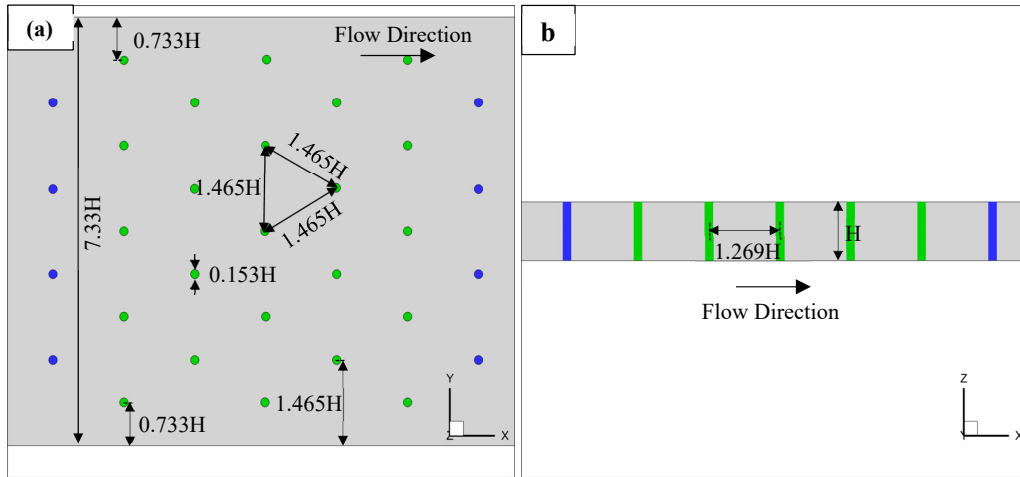 (a)
0.733H
Flow Direction
1.465H
1.465H
1.465H
7.33H
0.153H
1.465H
0.733H
Y
Z
X
b
H
1.269H
Flow Direction
Z
Y
X